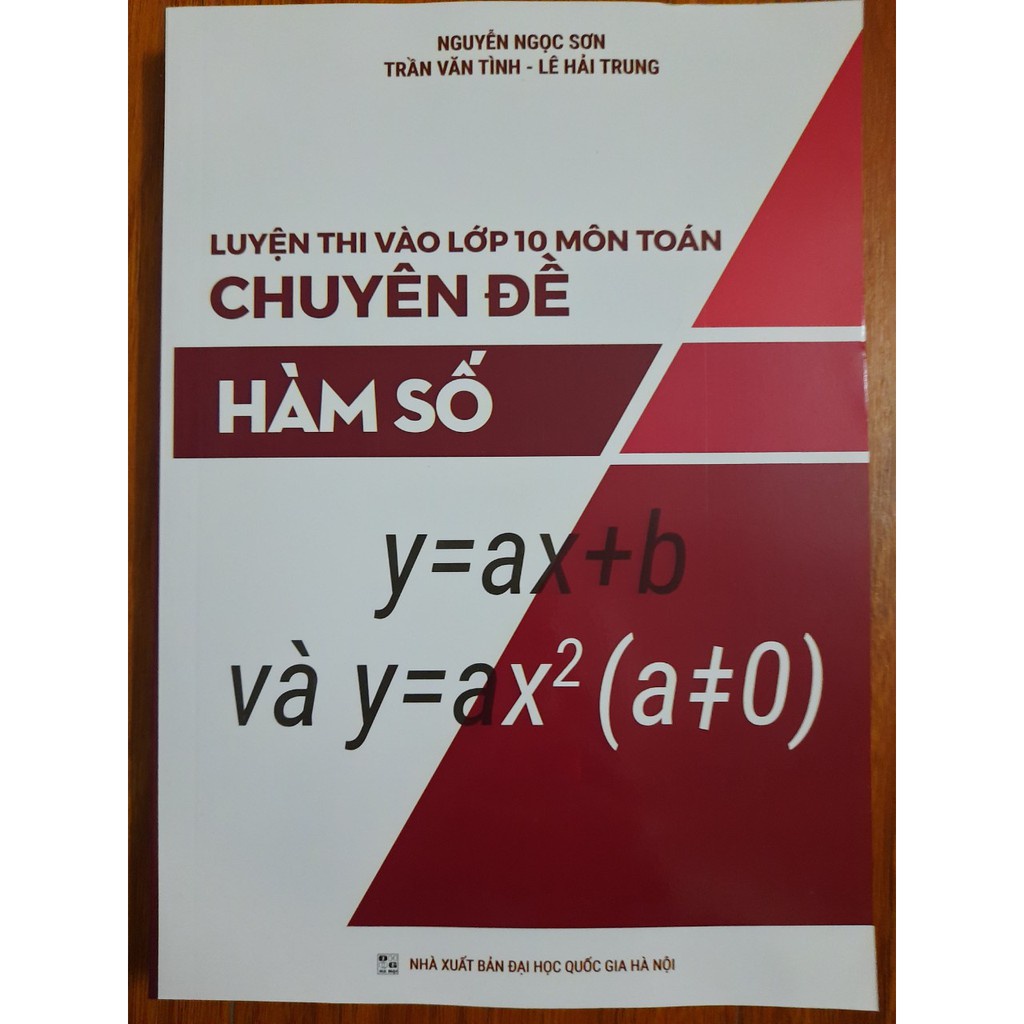 NGUYỄN NGỌC SƠN
TRẦN VĂN TÌNH - LÊ HẢI TRUNG
LUYỆN THI VÀO LỚP 10 MÔN TOÁN
CHUYÊN ĐỀ
HÀM SỐ
y=ax+b
và y=ax² (a≠0)
NHÀ XUẤT BẢN ĐẠI HỌC QUỐC GIA HÀ NỘI